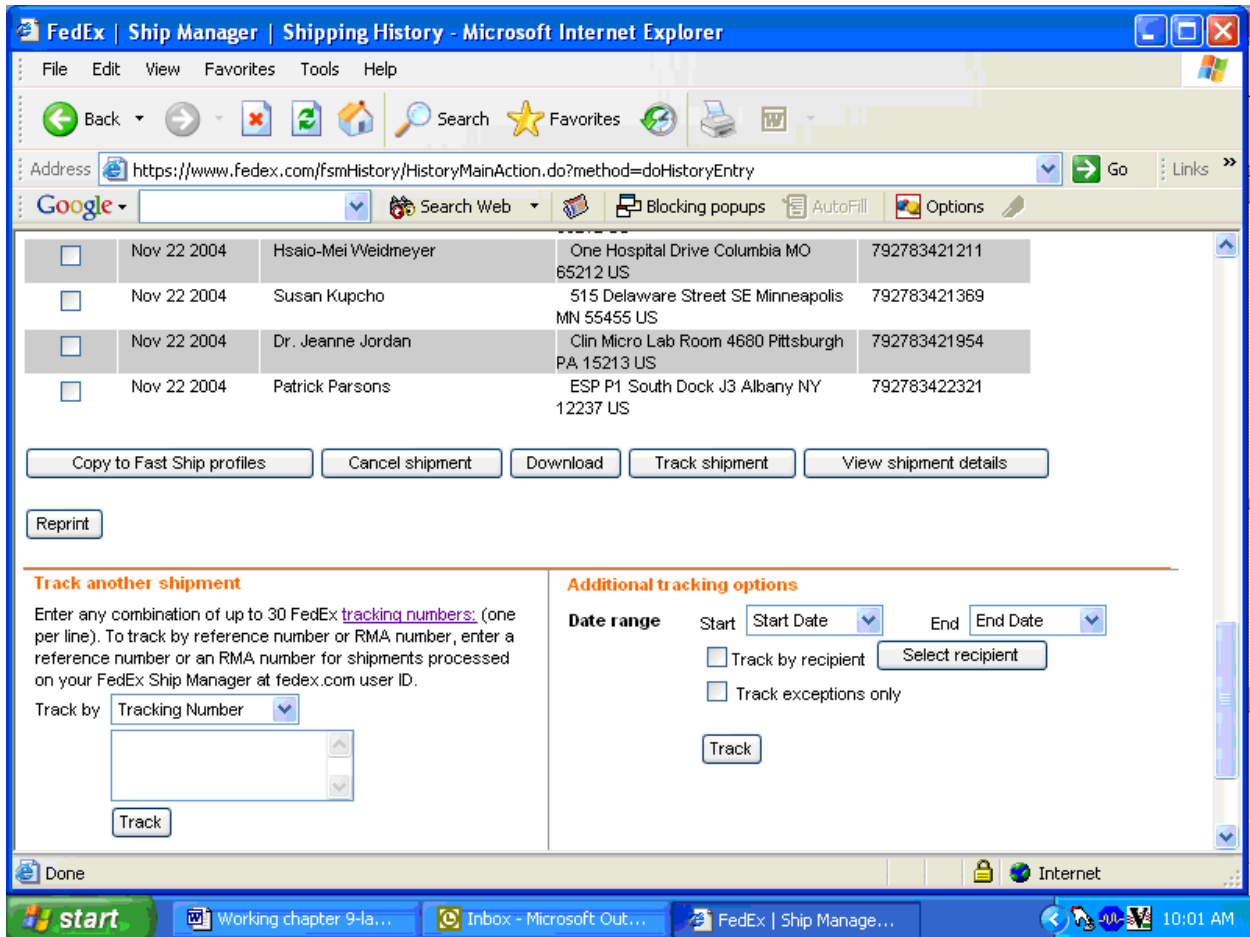 FedEx | Ship Manager | Shipping History - Microsoft Internet Explorer
File Edit View Favorites Tools Help
Back Search Favorites
Address https://www.fedex.com/fsmHistory/HistoryMainAction.do?method=doHistoryEntry Go Links »
Google Search Web Blocking popups AutoFill Options
Nov 22 2004 Hsaio-Mei Weidmeyer One Hospital Drive Columbia MO 792783421211
65212 US
Nov 22 2004 Susan Kupcho 515 Delaware Street SE Minneapolis 792783421369
MN 55455 US
Nov 22 2004 Dr. Jeanne Jordan Clin Micro Lab Room 4680 Pittsburgh 792783421954
PA 15213 US
Nov 22 2004 Patrick Parsons ESP P1 South Dock J3 Albany NY 792783422321
12237 US
Copy to Fast Ship profiles Cancel shipment Download Track shipment View shipment details
Reprint
Track another shipment
Enter any combination of up to 30 FedEx tracking numbers: (one
per line). To track by reference number or RMA number, enter a
reference number or an RMA number for shipments processed
on your FedEx Ship Manager at fedex.com user ID.
Track by Tracking Number
Track
Additional tracking options
Date range Start Start Date End End Date
Track by recipient Select recipient
Track exceptions only
Track
Done Internet
start Working chapter 9-la... Inbox - Microsoft Out... FedEx | Ship Manage... 10:01 AM